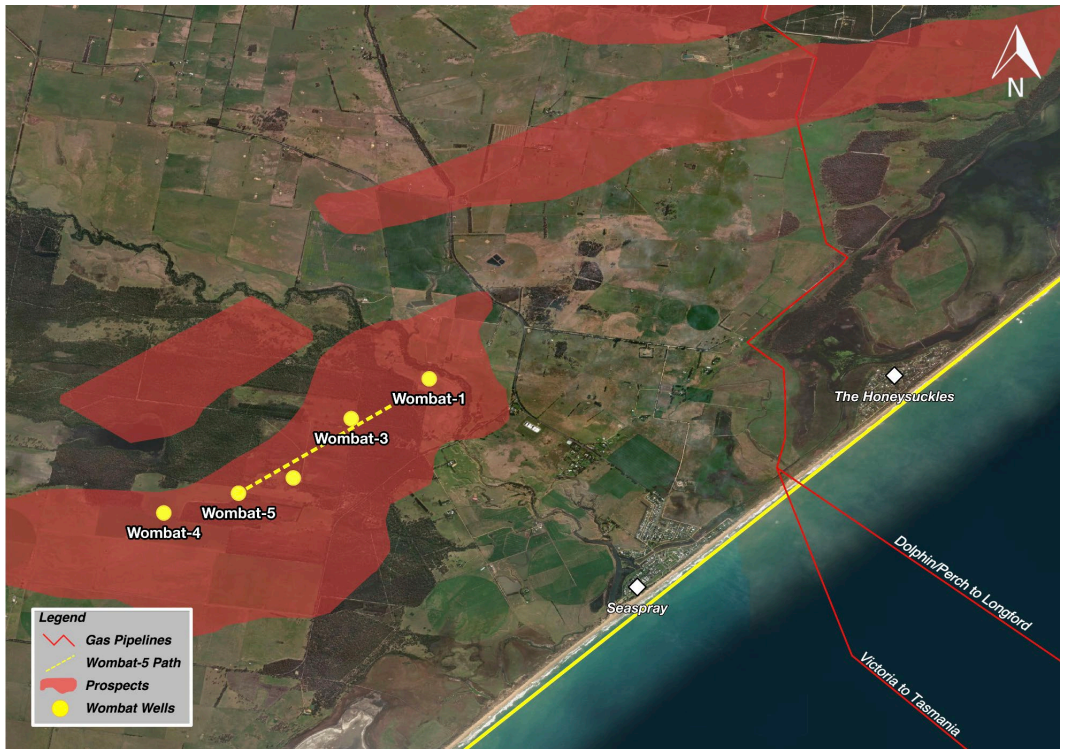 N
The Honeysuckles
Wombat-1
Wombat-3
Wombat-5
Wombat-4
Dolphin/Perch to Longford
Seaspray
Victoria to Tasmania
Legend
Gas Pipelines
Wombat-5 Path
Prospects
Wombat Wells